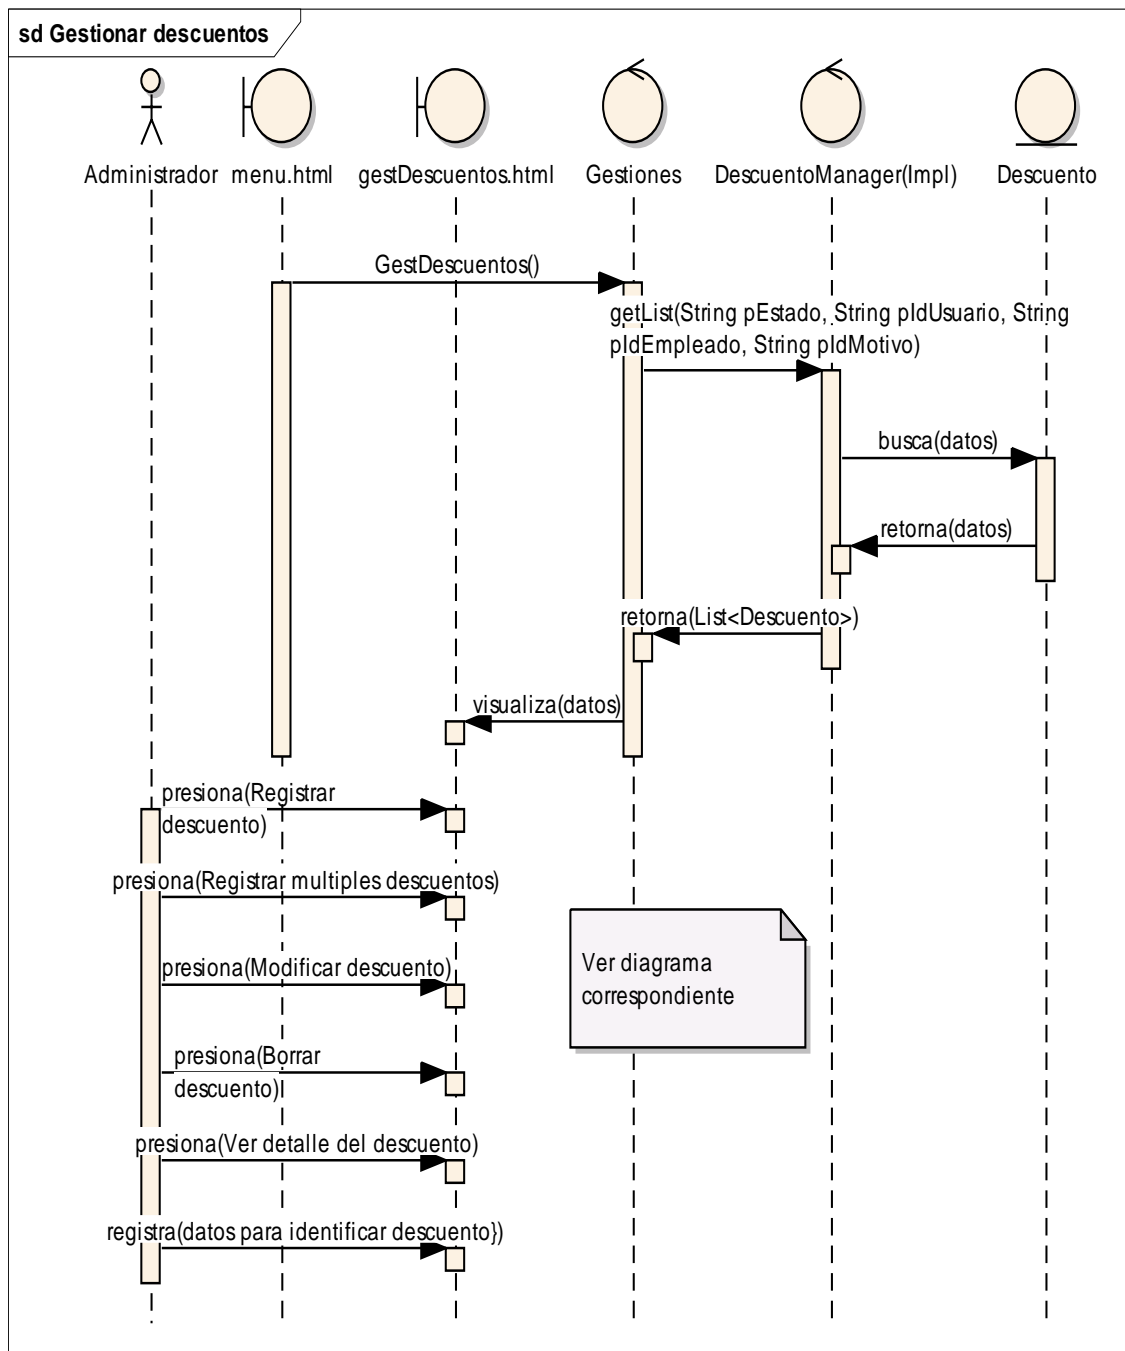 sd Gestionar descuentos
Administrador
menu.html
gestDescuentos.html
Gestiones
DescuentoManager(Impl)
Descuento
GestDescuentos()
getList(String pEstado, String pIdUsuario, String
pIdEmpleado, String pIdMotivo)
busca(datos)
retorna(datos)
retorna(List<Descuento>)
visualiza(datos)
presiona(Registrar
descuento)
presiona(Registrar multiples descuentos)
Ver diagrama
correspondiente
presiona(Modificar descuento)
presiona(Borrar
descuento)
presiona(Ver detalle del descuento)
registra(datos para identificar descuento})